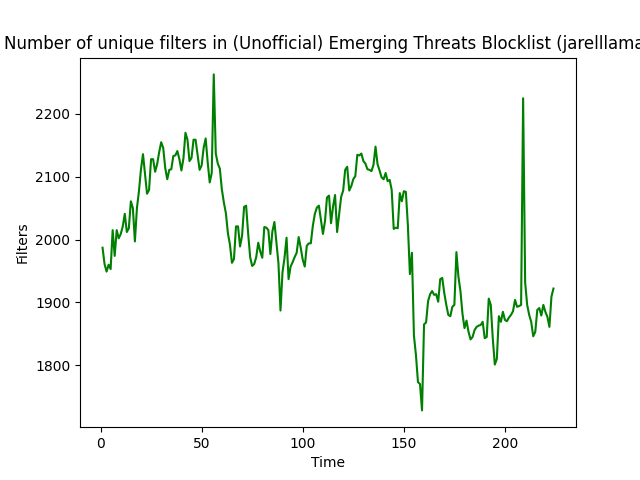 Number of unique filters in (Unofficial) Emerging Threats Blocklist (jarelllama
Filters
2200
2100
2000
1900
1800
0 50 100 150 200
Time